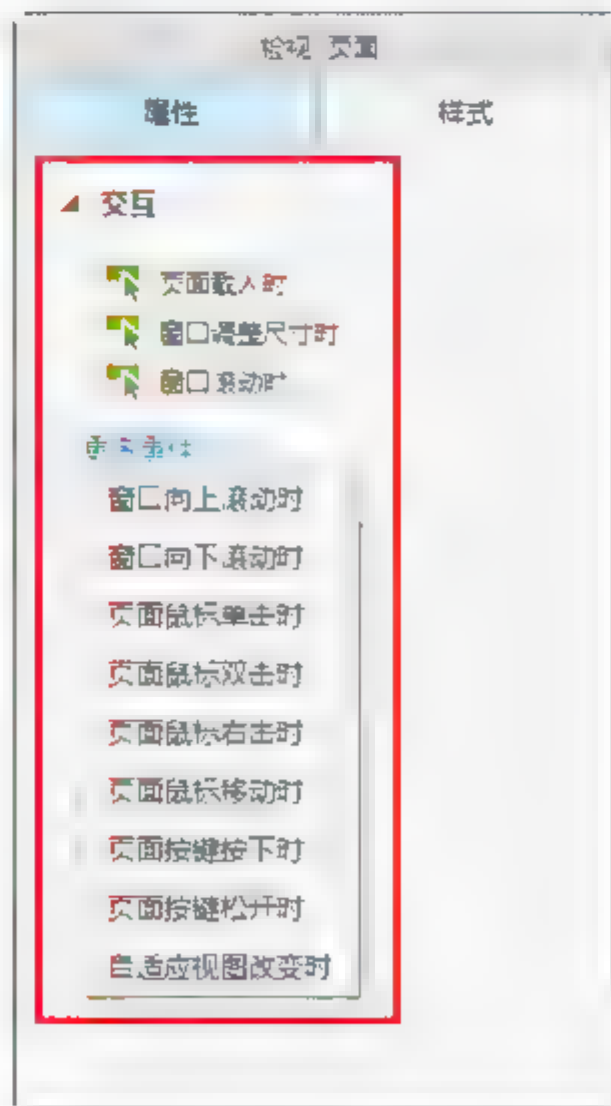 检视: 页面
属性
样式
交互
页面载入时
窗口调整尺寸时
窗口滚动时
更多事件
窗口向上滚动时
窗口向下滚动时
页面鼠标单击时
页面鼠标双击时
页面鼠标右击时
页面鼠标移动时
页面按键按下时
页面按键松开时
自适应视图改变时